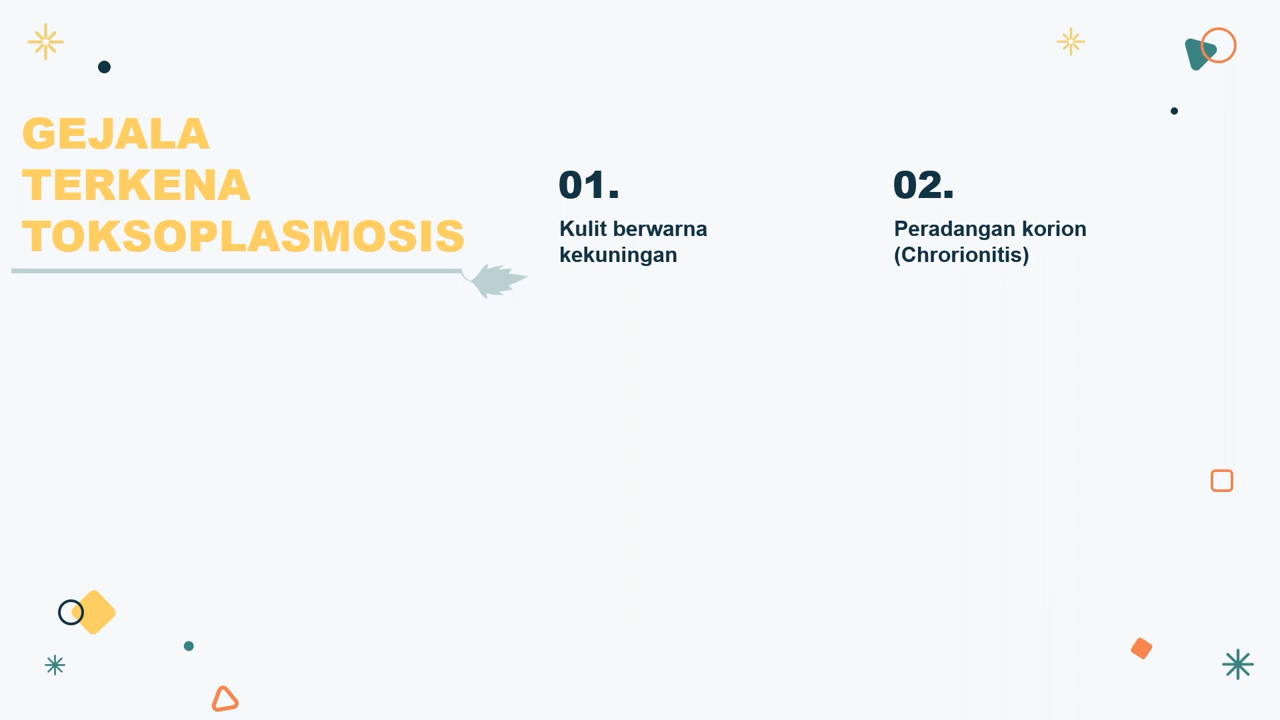 GEJALA
TERKENA
TOKSOPLASMOSIS
01.
Kulit berwarna
kekuningan
02.
Peradangan korion
(Chrorionitis)